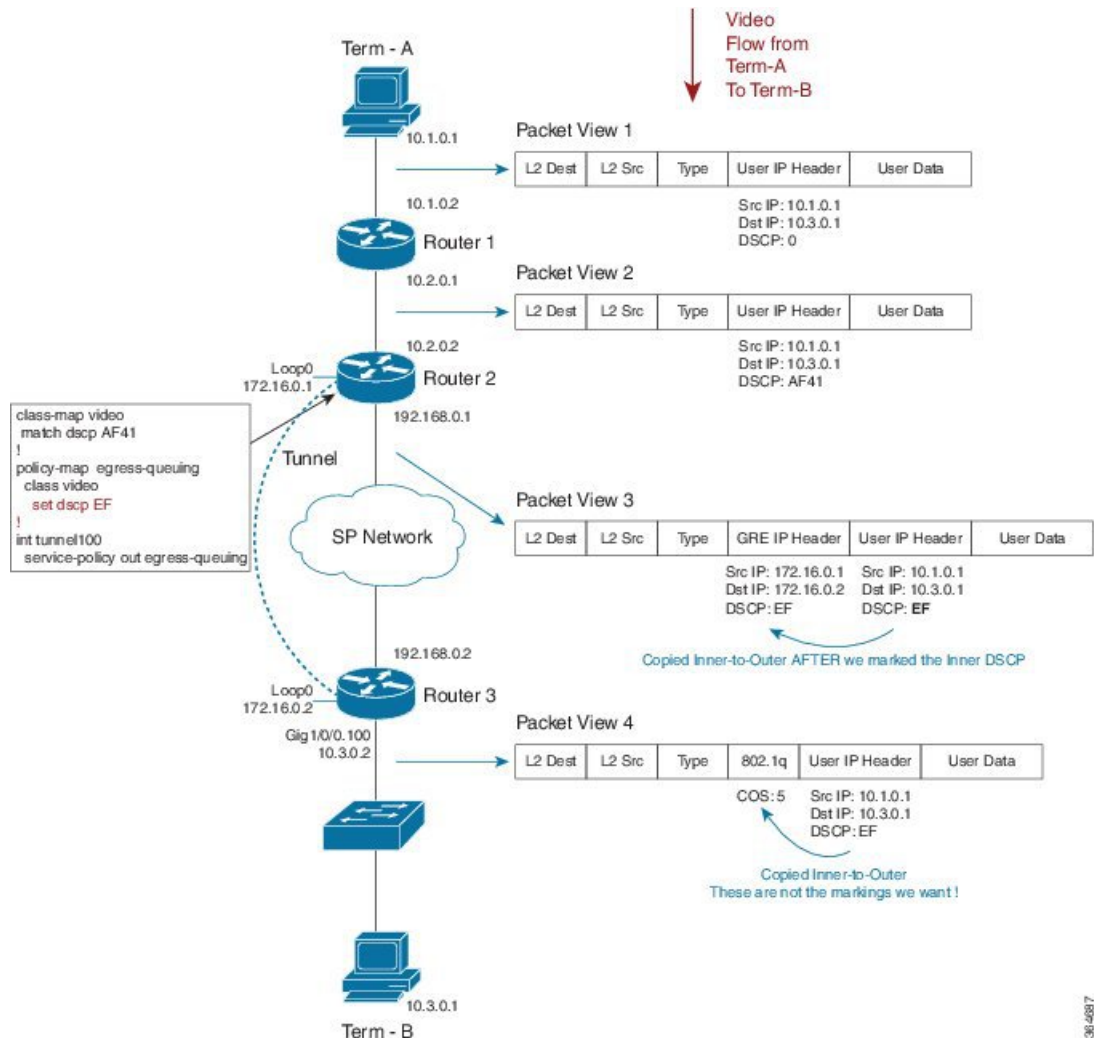 Video
Flow from
Term-A
To Term-B
Term - A
10.1.0.1
Packet View 1
L2 Dest L2 Src Type User IP Header User Data
Src IP: 10.1.0.1
Dst IP: 10.3.0.1
DSCP: 0
10.1.0.2
Router 1
10.2.0.1
Packet View 2
L2 Dest L2 Src Type User IP Header User Data
Src IP: 10.1.0.1
Dst IP: 10.3.0.1
DSCP: AF41
10.2.0.2
Loop0
172.16.0.1
Router 2
192.168.0.1
class-map video
match dscp AF41
!
policy-map egress-queuing
class video
set dscp EF
!
int tunnel100
service-policy out egress-queuing
Tunnel
SP Network
Packet View 3
L2 Dest L2 Src Type GRE IP Header User IP Header User Data
Src IP: 172.16.0.1 Src IP: 10.1.0.1
Dst IP: 172.16.0.2 Dst IP: 10.3.0.1
DSCP: EF DSCP: EF
Copied Inner-to-Outer AFTER we marked the Inner DSCP
192.168.0.2
Loop0
172.16.0.2
Router 3
Gig1/0/0.100
10.3.0.2
Packet View 4
L2 Dest L2 Src Type 802.1q User IP Header User Data
COS: 5 Src IP: 10.1.0.1
Dst IP: 10.3.0.1
DSCP: EF
Copied Inner-to-Outer
These are not the markings we want !
10.3.0.1
Term - B
364687